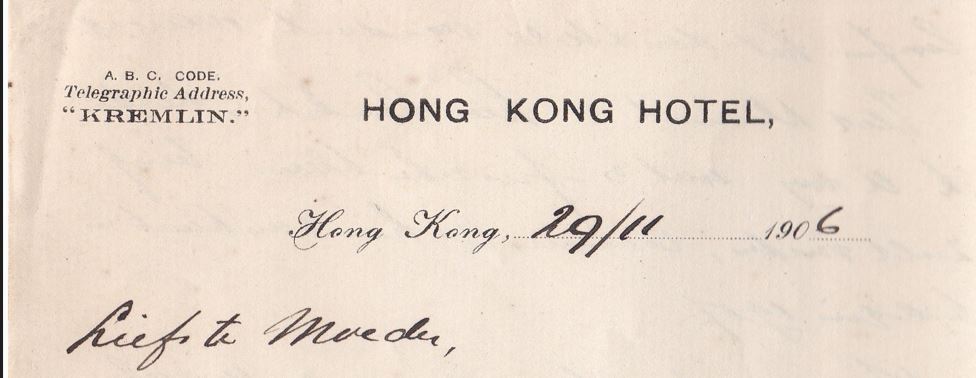 A. B. C. CODE.
Telegraphic Address,
“KREMLIN.”
HONG KONG HOTEL,
Hong Kong, 29/11 1906
Liefste Moeder,